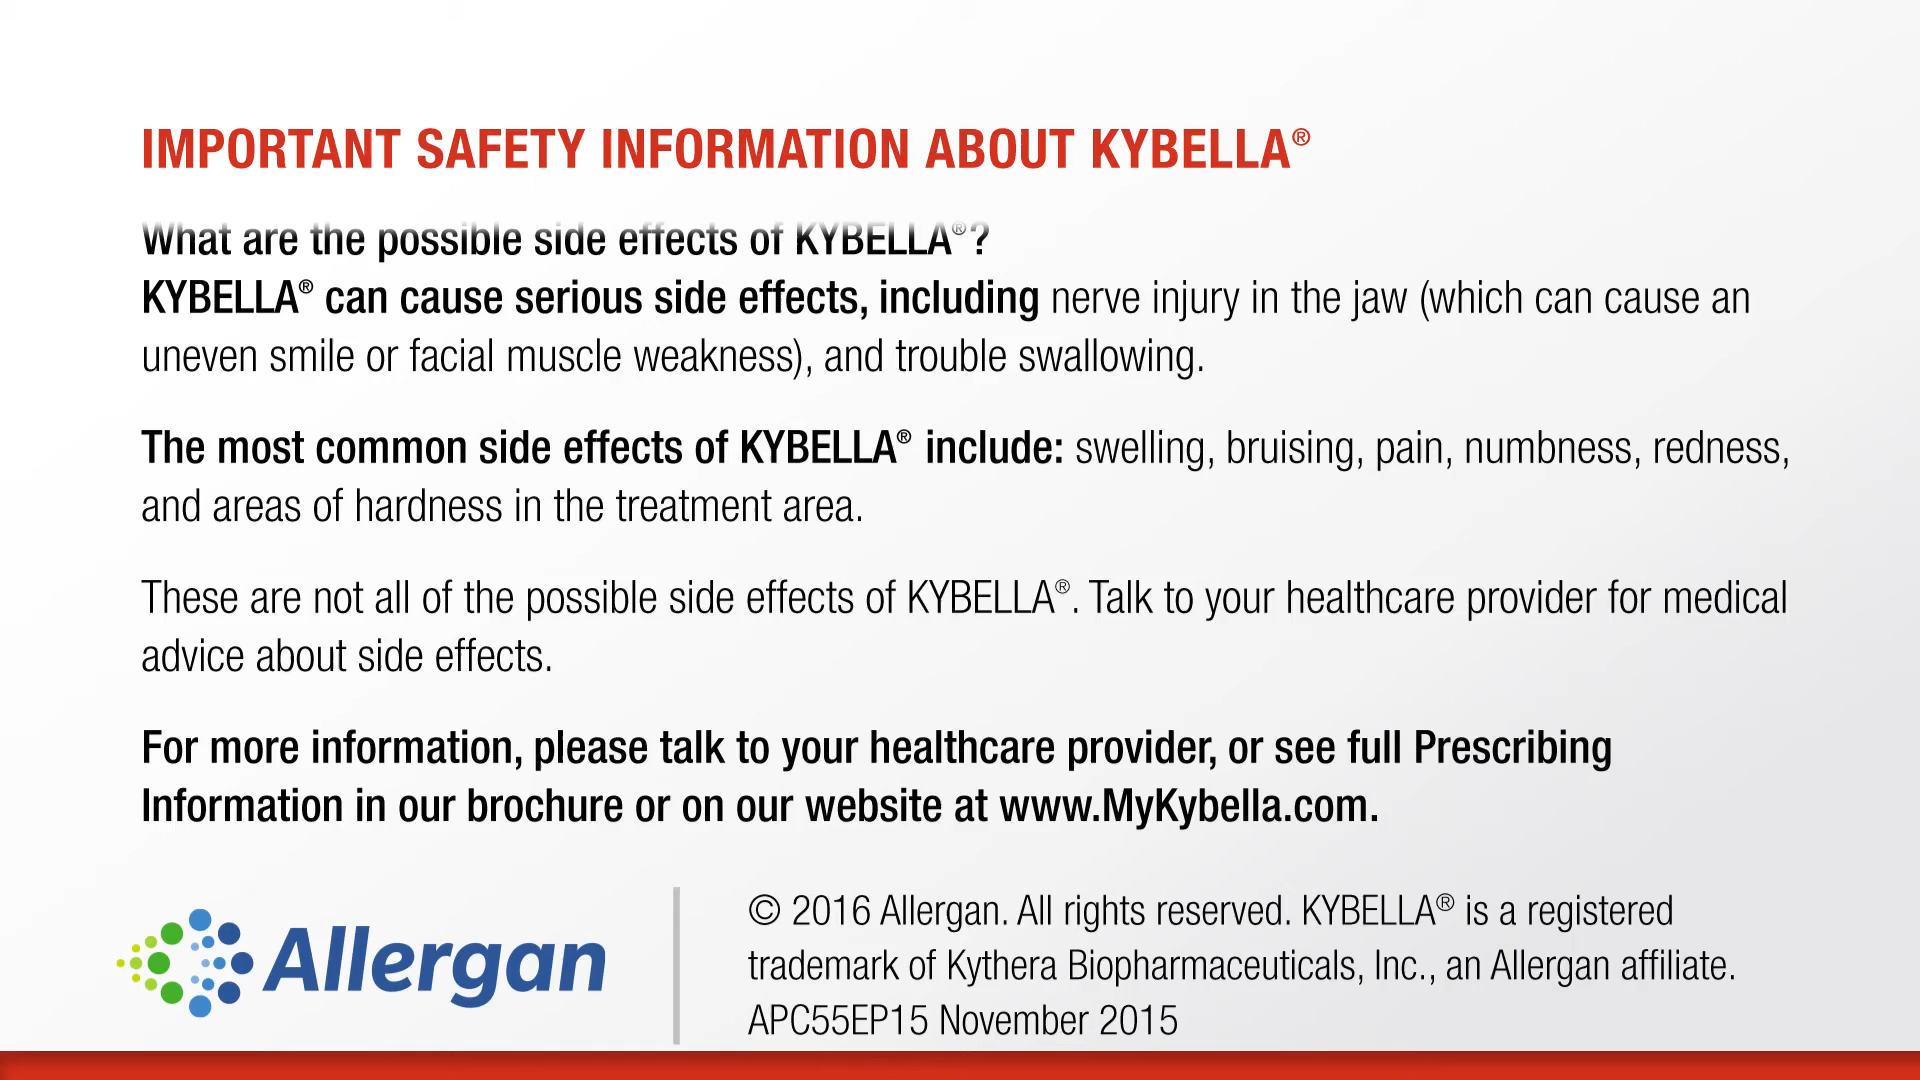 IMPORTANT SAFETY INFORMATION ABOUT KYBELLA®
What are the possible side effects of KYBELLA®?
KYBELLA® can cause serious side effects, including nerve injury in the jaw (which can cause an
uneven smile or facial muscle weakness), and trouble swallowing.
The most common side effects of KYBELLA® include: swelling, bruising, pain, numbness, redness,
and areas of hardness in the treatment area.
These are not all of the possible side effects of KYBELLA®. Talk to your healthcare provider for medical
advice about side effects.
For more information, please talk to your healthcare provider, or see full Prescribing
Information in our brochure or on our website at www.MyKybella.com.
Allergan
© 2016 Allergan. All rights reserved. KYBELLA® is a registered
trademark of Kythera Biopharmaceuticals, Inc., an Allergan affiliate.
APC55EP15 November 2015